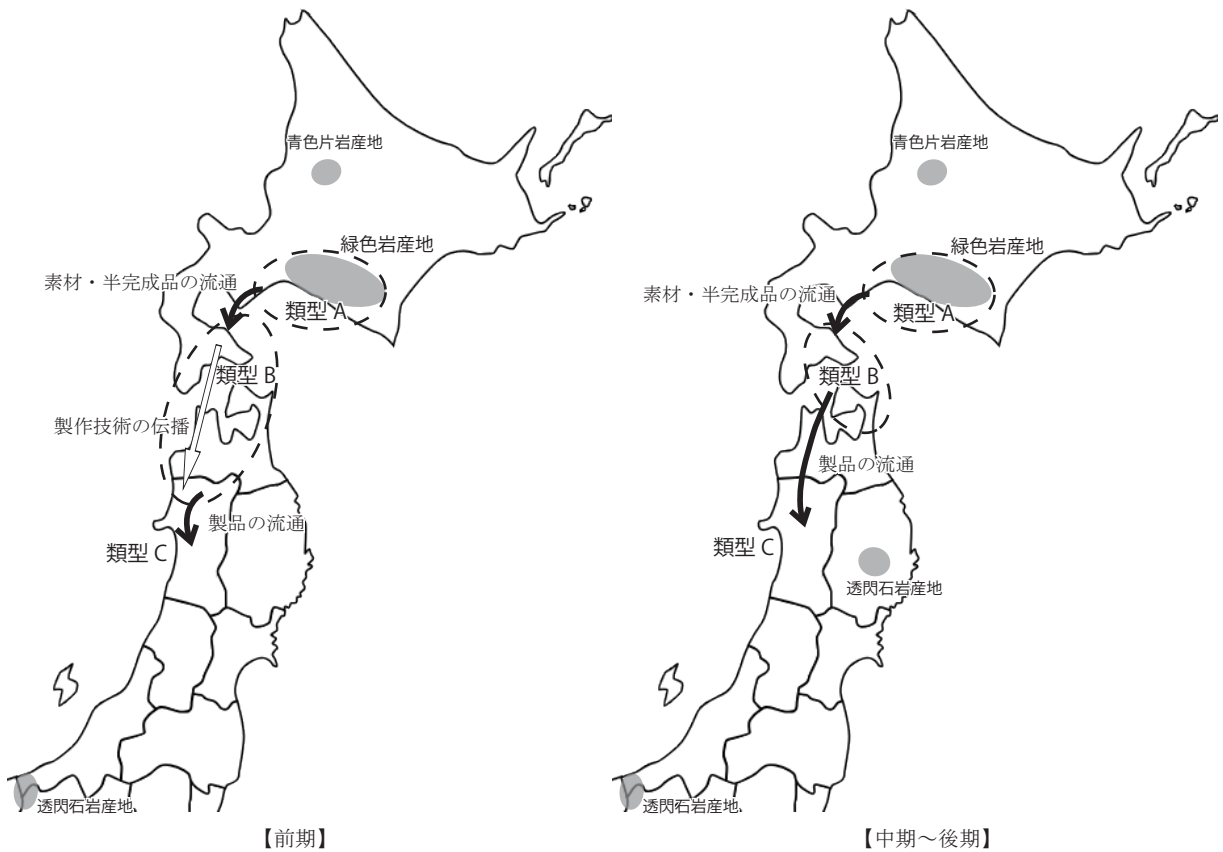 青色片岩産地
緑色岩産地
素材・半完成品の流通
類型 A
類型 B
製作技術の伝播
製品の流通
類型 C
透閃石岩産地
【前期】
青色片岩産地
緑色岩産地
素材・半完成品の流通
類型 A
類型 B
製品の流通
類型 C
透閃石岩産地
透閃石岩産地
【中期～後期】